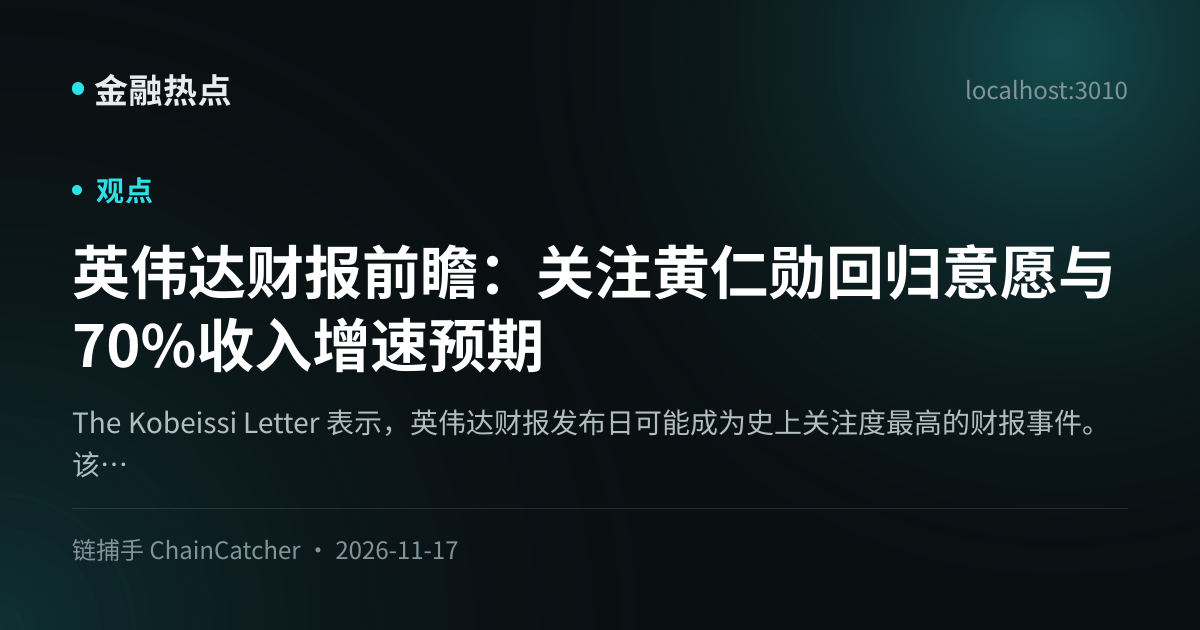 金融热点
localhost:3010
观点
英伟达财报前瞻：关注黄仁勋回归意愿与
70%收入增速预期
The Kobeissi Letter 表示，英伟达财报发布日可能成为史上关注度最高的财报事件。
该…
链捕手 ChainCatcher · 2026-11-17